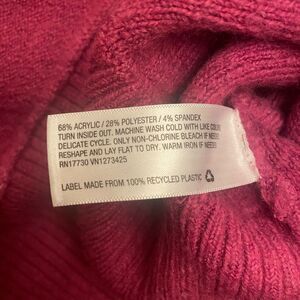 68% ACRYLIC / 28% POLYESTER / 4% SPANDEX
TURN INSIDE OUT. MACHINE WASH COLD WITH LIKE COLORS
DELICATE CYCLE. ONLY NON-CHLORINE BLEACH IF NEEDED
RESHAPE AND LAY FLAT TO DRY. WARM IRON IF NEEDED
RN17730 VN1273425
LABEL MADE FROM 100% RECYCLED PLASTIC